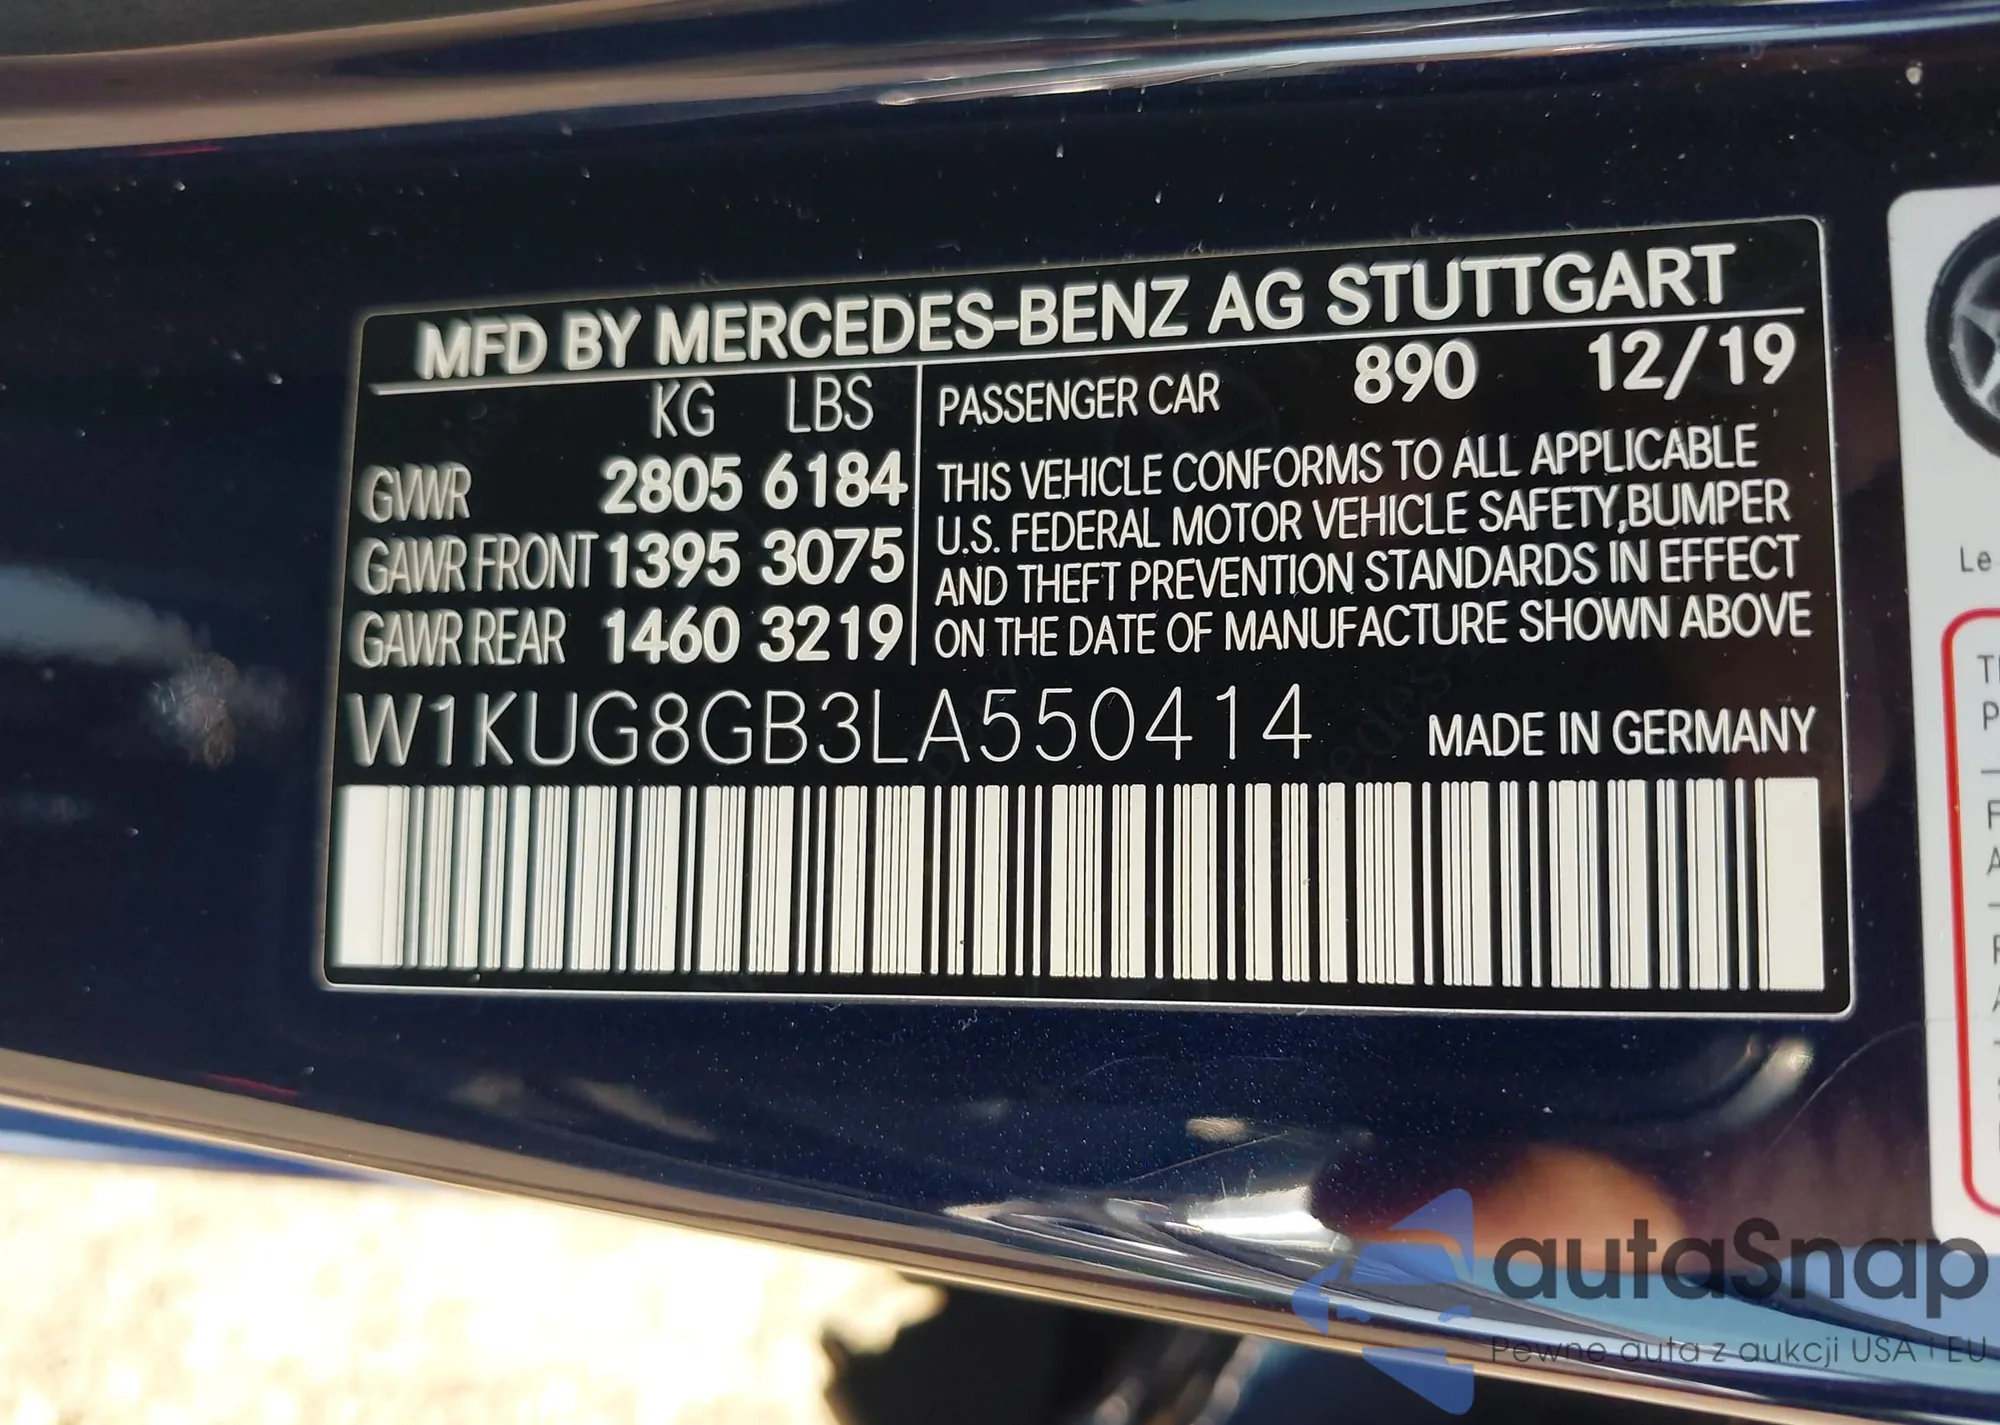 MFD BY MERCEDES-BENZ AG STUTTGART
KG LBS
GVWR 2805 6184
GAWR FRONT 1395 3075
GAWR REAR 1460 3219
PASSENGER CAR 890 12/19
THIS VEHICLE CONFORMS TO ALL APPLICABLE
U.S. FEDERAL MOTOR VEHICLE SAFETY,BUMPER
AND THEFT PREVENTION STANDARDS IN EFFECT
ON THE DATE OF MANUFACTURE SHOWN ABOVE
W1KUG8GB3LA550414 MADE IN GERMANY
Le
autaSnap
Pewne auta z aukcji USA i EU